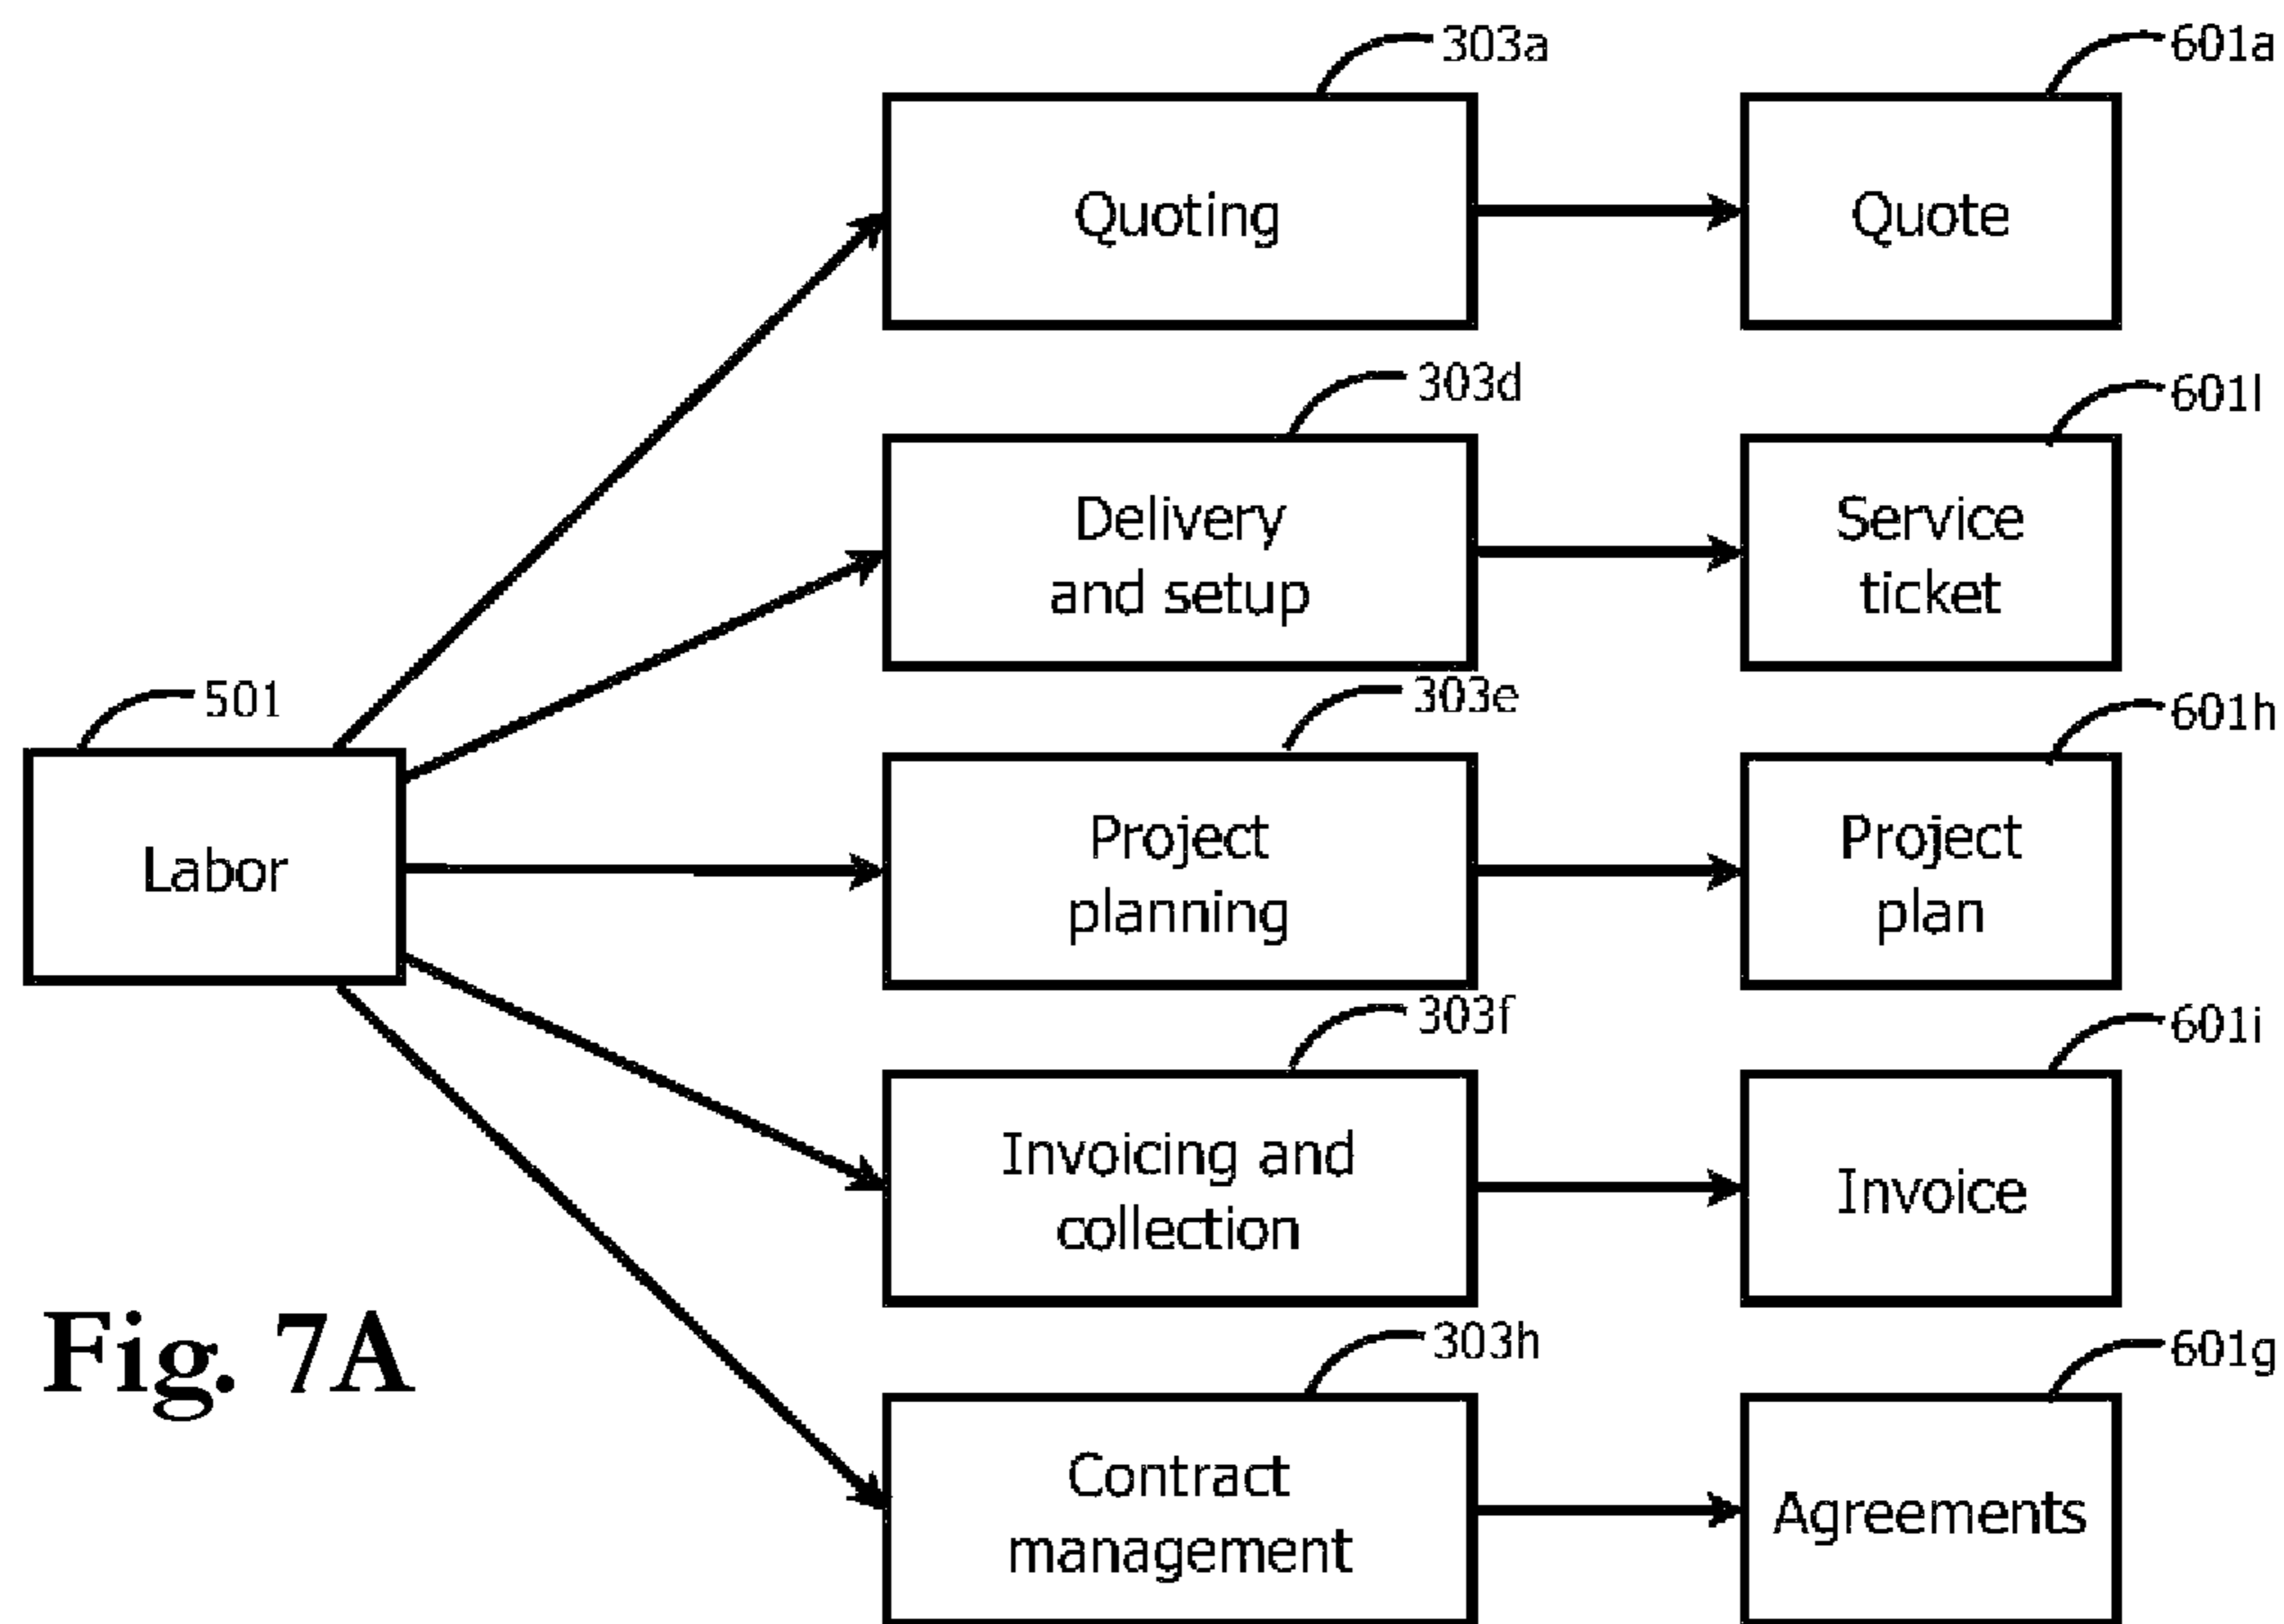 303a
601a
Quoting
Quote
303d
601l
Delivery
and setup
Service
ticket
501
Labor
303e
601h
Project
planning
Project
plan
303f
601i
Invoicing and
collection
Invoice
Fig. 7A
303h
601g
Contract
management
Agreements